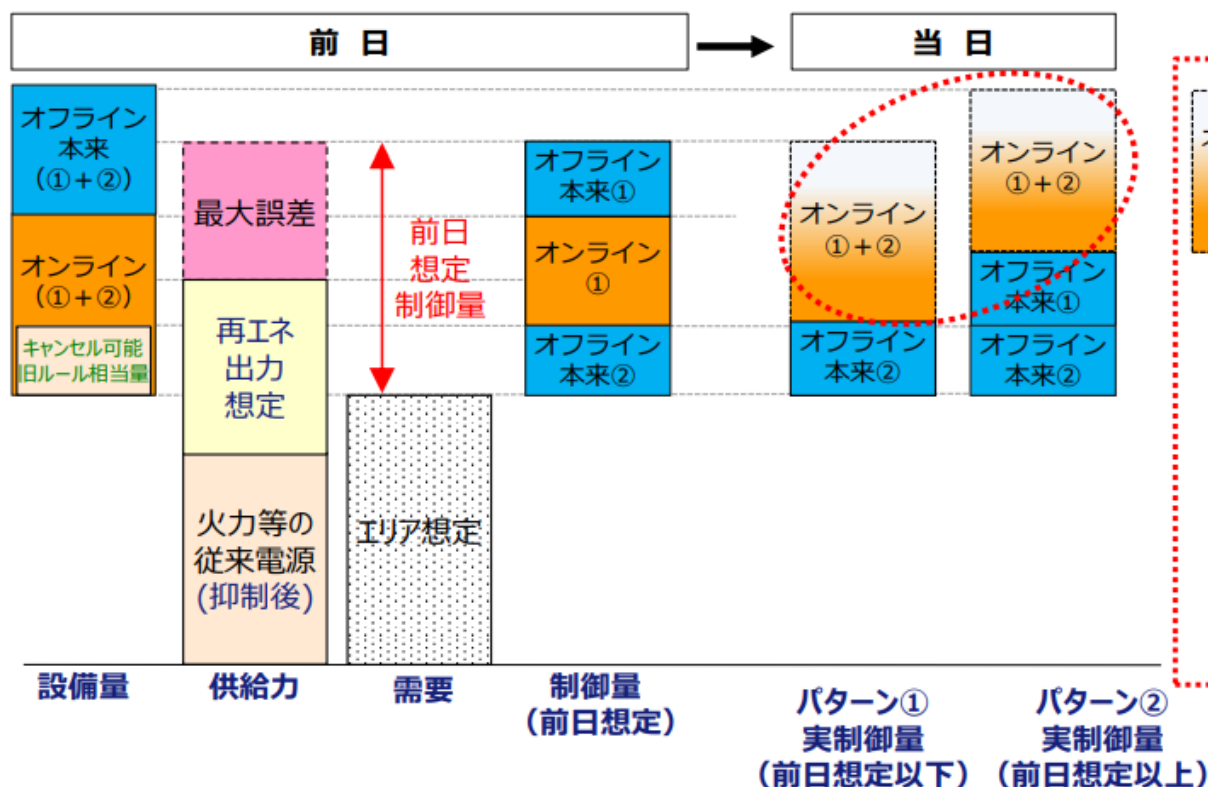 前 日
当 日
オフライン
本来
（①＋②）
オンライン
（①＋②）
キャンセル可能
旧ルール相当量
最大誤差
再エネ
出力
想定
火力等の
従来電源
(抑制後)
前日
想定
制御量
エリア想定
オフライン
本来①
オンライン
①
オフライン
本来②
オンライン
①＋②
オフライン
本来②
オンライン
①＋②
オフライン
本来①
オフライン
本来②
設備量
供給力
需要
制御量
（前日想定）
パターン①
実制御量
（前日想定以下）
パターン②
実制御量
（前日想定以上）